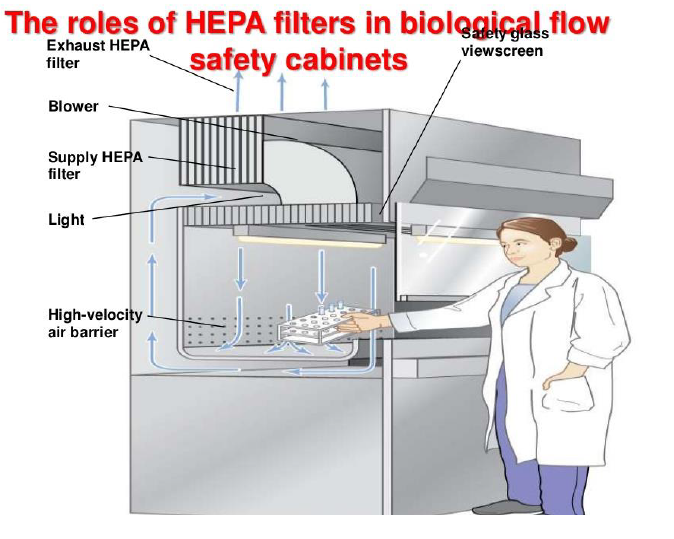 The roles of HEPA filters in biological flow
safety cabinets
Exhaust HEPA
filter
Safety glass
viewscreen
Blower
Supply HEPA
filter
Light
High-velocity
air barrier